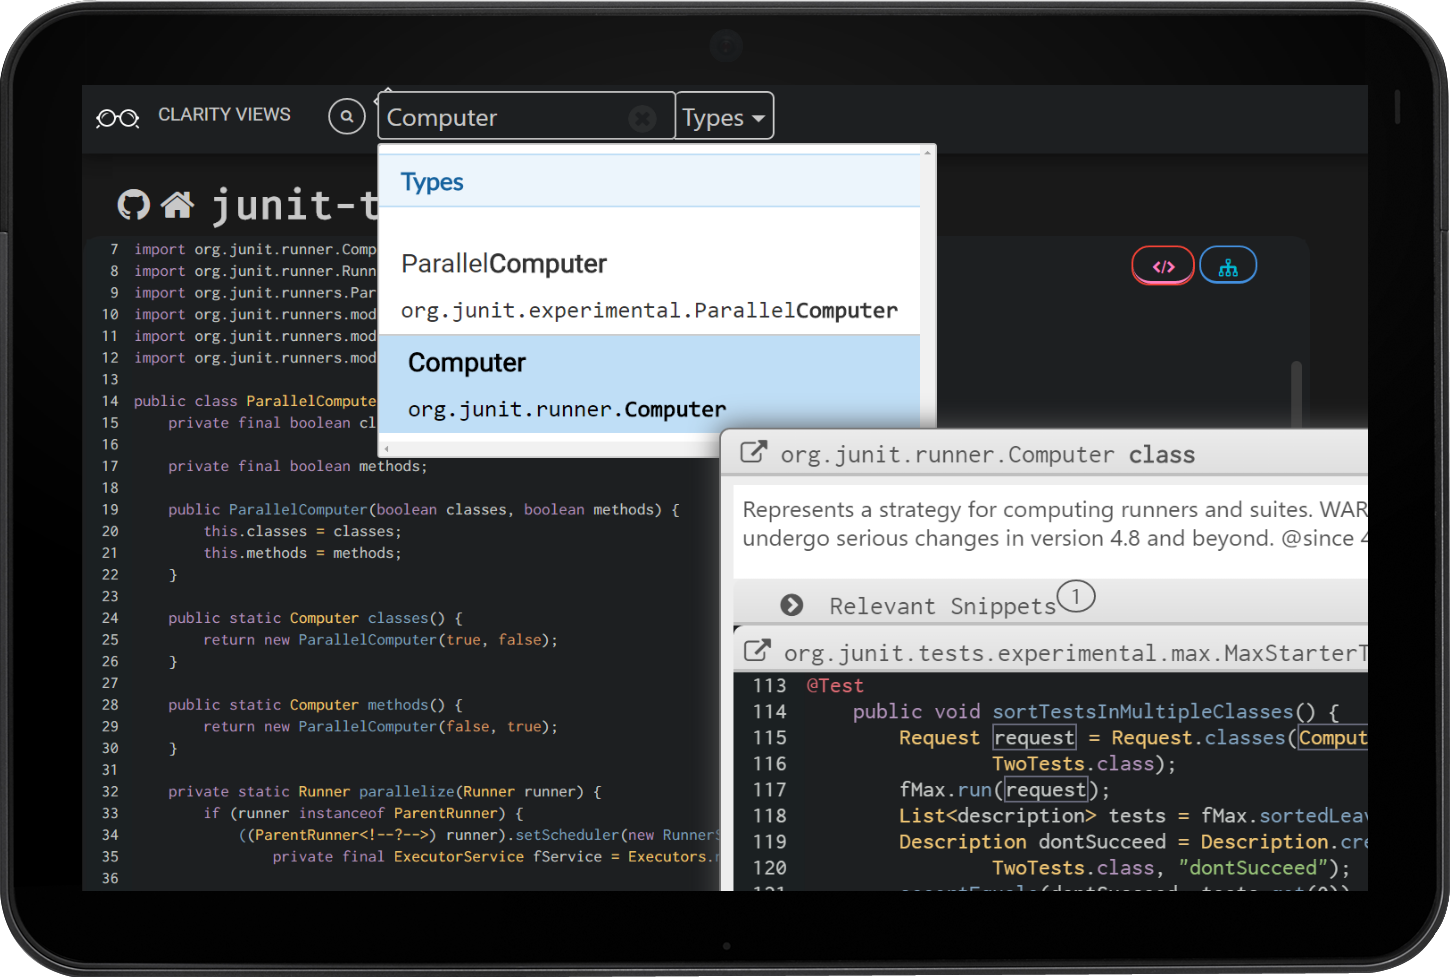 CLARITY VIEWS
Computer
Types
junit-t
Types
ParallelComputer
org.junit.experimental.ParallelComputer
Computer
org.junit.runner.Computer
7 import org.junit.runner.Comp
8 import org.junit.runner.Runn
9 import org.junit.runners.Par
10 import org.junit.runners.mod
11 import org.junit.runners.mod
12 import org.junit.runners.mod
13
14 public class ParallelCompute
15 private final boolean cl
16
17 private final boolean methods;
18
19 public ParallelComputer(boolean classes, boolean methods) {
20 this.classes = classes;
21 this.methods = methods;
22 }
23
24 public static Computer classes() {
25 return new ParallelComputer(true, false);
26 }
27
28 public static Computer methods() {
29 return new ParallelComputer(false, true);
30 }
31
32 private static Runner parallelize(Runner runner) {
33 if (runner instanceof ParentRunner) {
34 ((ParentRunner<!--?-->) runner).setScheduler(new Runner
35 private final ExecutorService fService = Executors.
36
</>
org.junit.runner.Computer class
Represents a strategy for computing runners and suites. WAR
undergo serious changes in version 4.8 and beyond. @since 4
Relevant Snippets 1
org.junit.tests.experimental.max.MaxStarterT
113 @Test
114 public void sortTestsInMultipleClasses() {
115 Request request = Request.classes(Comput
116 TwoTests.class);
117 fMax.run(request);
118 List<description> tests = fMax.sortedLea
119 Description dontSucceed = Description.cre
120 TwoTests.class, "dontSucceed");